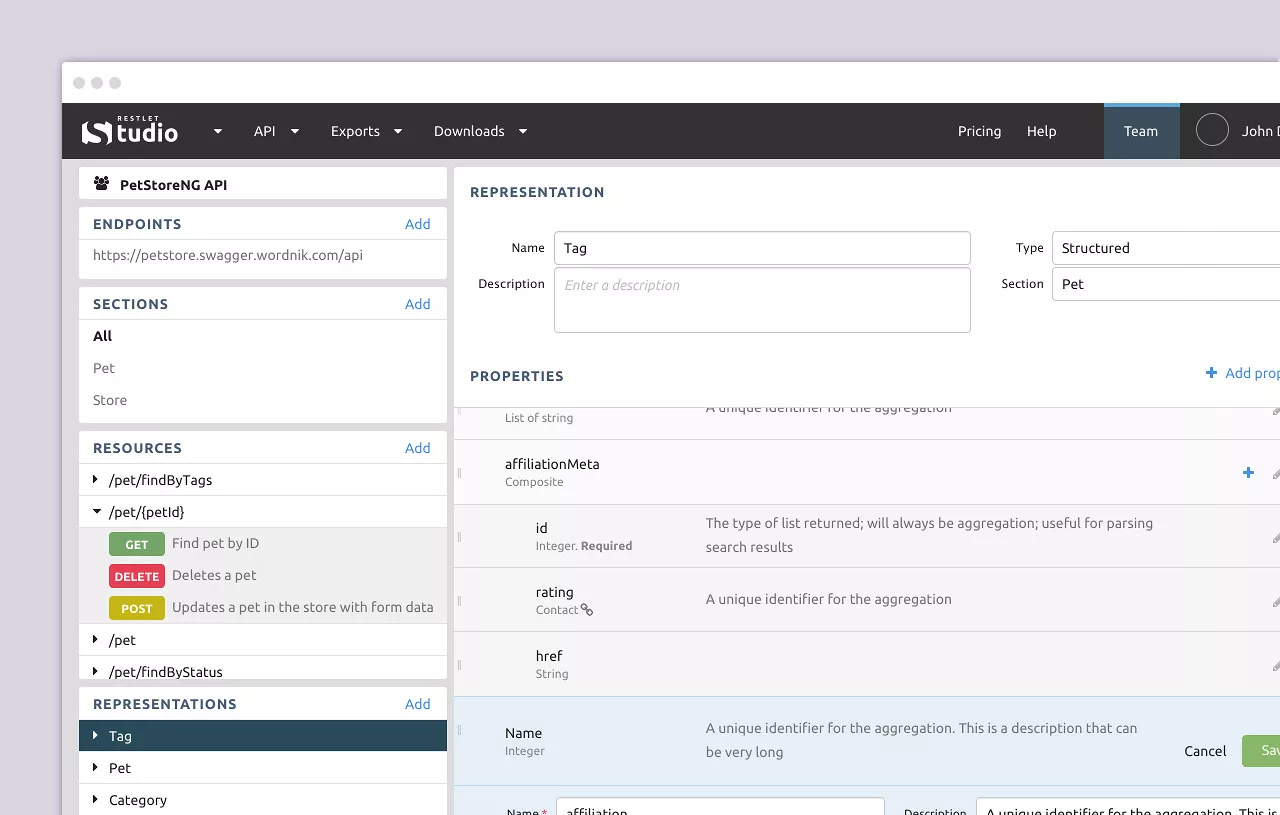 RESTLET
Studio
API
Exports
Downloads
Pricing
Help
Team
John
PetStoreNG API
ENDPOINTS
Add
https://petstore.swagger.wordnik.com/api
SECTIONS
Add
All
Pet
Store
RESOURCES
Add
/pet/findByTags
/pet/{petId}
GET Find pet by ID
DELETE Deletes a pet
POST Updates a pet in the store with form data
/pet
/pet/findByStatus
REPRESENTATIONS
Add
Tag
Pet
Category
REPRESENTATION
Name Tag
Type Structured
Description Enter a description
Section Pet
PROPERTIES
+ Add
A unique identifier for the aggregation
List of string
affiliationMeta
Composite
id
Integer. Required
The type of list returned; will always be aggregation; useful for parsing
search results
rating
Contact
A unique identifier for the aggregation
href
String
Name
Integer
A unique identifier for the aggregation. This is a description that can
be very long
Cancel
Name * affiliation
Description A unique identifier for the aggregation. This is